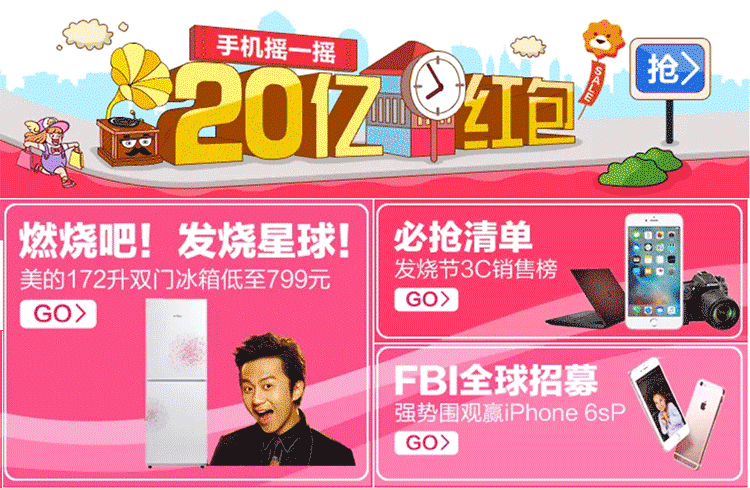 手机摇一摇
20亿红包
SALE
抢>
燃烧吧！发烧星球！
美的172升双门冰箱低至799元
GO>
必抢清单
发烧节3C销售榜
GO>
FBI全球招募
强势围观赢iPhone 6sP
GO>